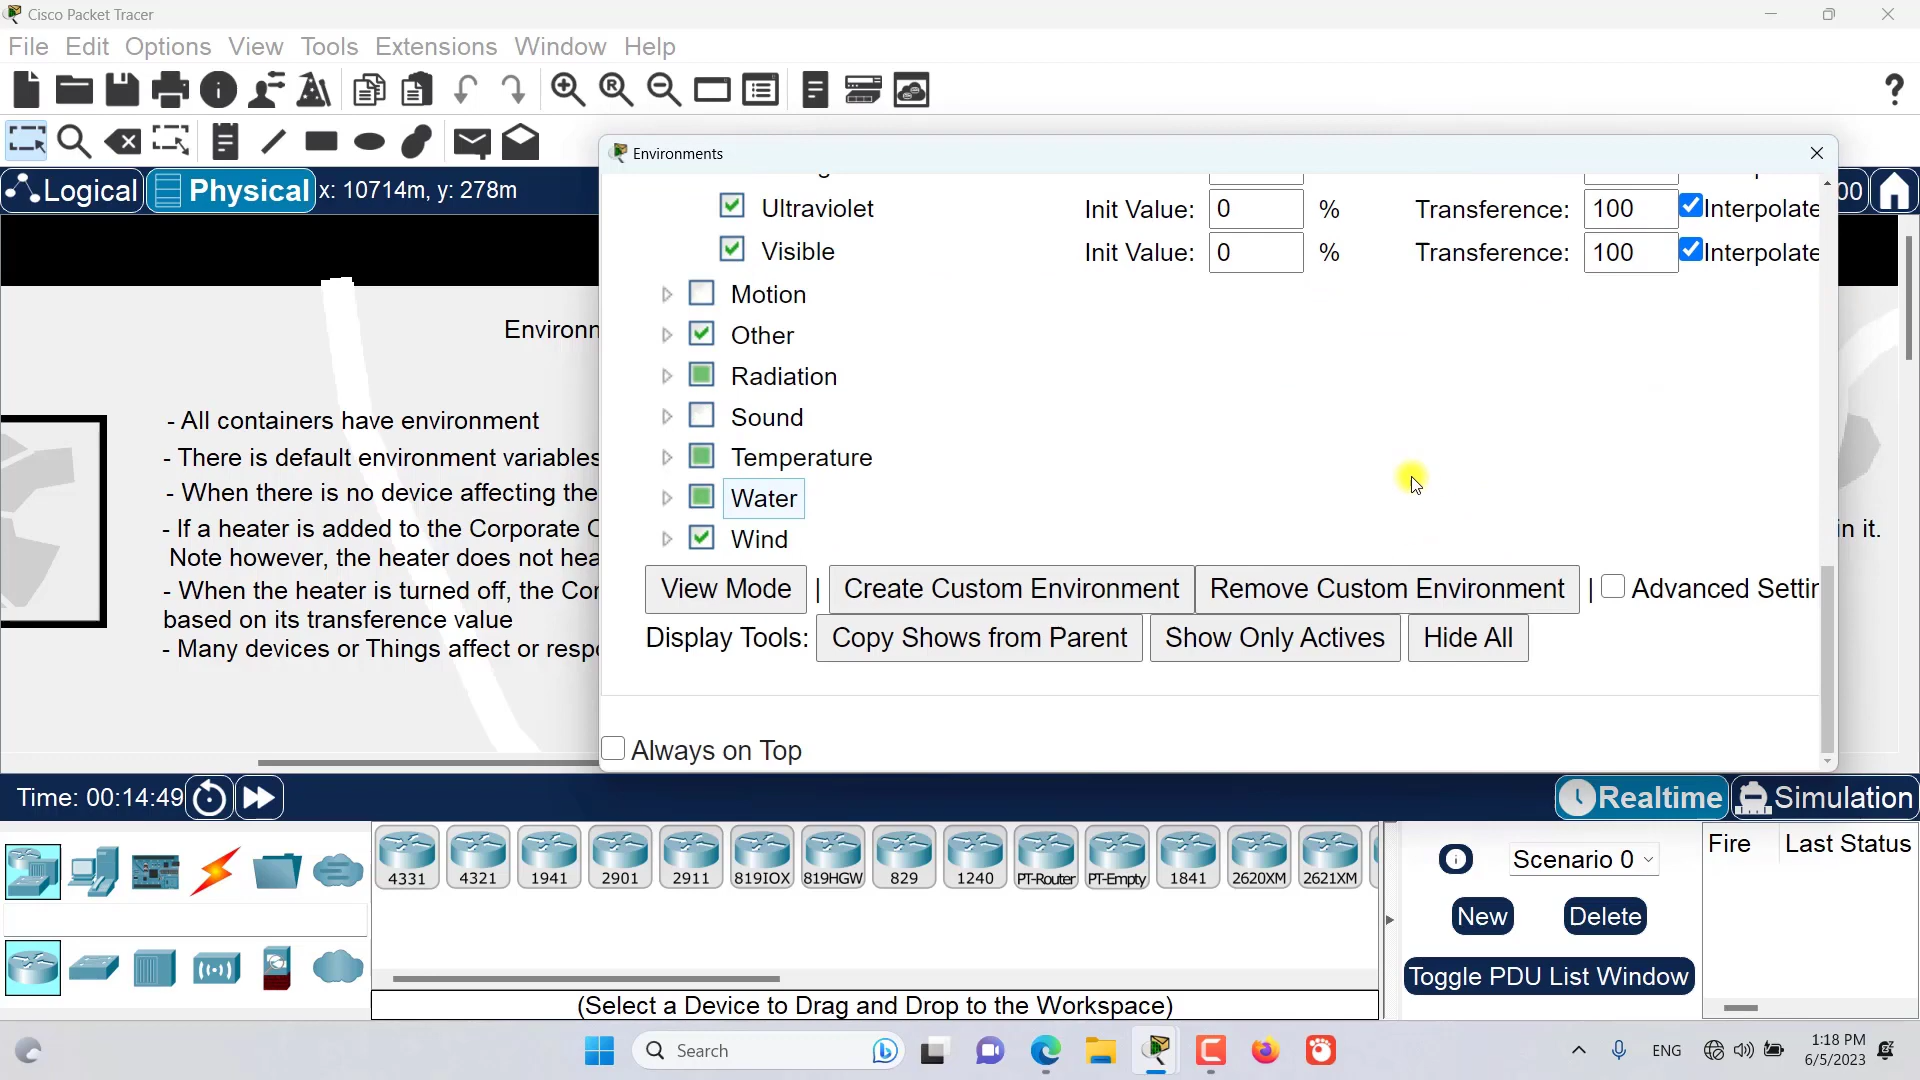 Cisco Packet Tracer
File Edit Options View Tools Extensions Window Help
Environments
Logical Physical x: 10714m, y: 278m
00
Ultraviolet Init Value: 0 % Transference: 100 Interpolate
Visible Init Value: 0 % Transference: 100 Interpolate
Motion
Other
Radiation
Sound
Temperature
Water
Wind
View Mode | Create Custom Environment Remove Custom Environment | Advanced Settin
Display Tools: Copy Shows from Parent Show Only Actives Hide All
Always on Top
Environn
- All containers have environment
- There is default environment variables
- When there is no device affecting the
- If a heater is added to the Corporate C
in it.
Note however, the heater does not hea
- When the heater is turned off, the Cor
based on its transference value
- Many devices or Things affect or respo
Time: 00:14:49 Realtime Simulation
4331 4321 1941 2901 2911 819IOX 819HGW 829 1240 PT-Router PT-Empty 1841 2620XM 2621XM
(Select a Device to Drag and Drop to the Workspace)
Scenario 0
New Delete
Toggle PDU List Window
Fire Last Status
Search
ENG
1:18 PM
6/5/2023